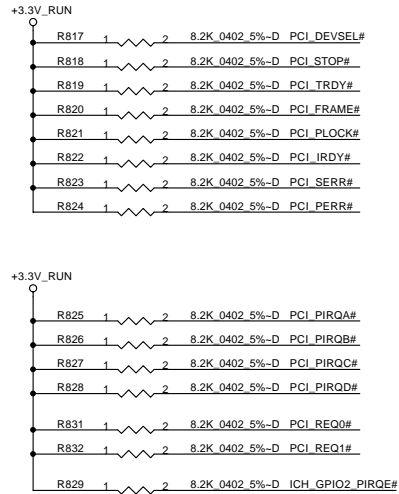 +3.3V_RUN
R817 1 2 8.2K_0402_5%~D PCI_DEVSEL#
R818 1 2 8.2K_0402_5%~D PCI_STOP#
R819 1 2 8.2K_0402_5%~D PCI_TRDY#
R820 1 2 8.2K_0402_5%~D PCI_FRAME#
R821 1 2 8.2K_0402_5%~D PCI_PLOCK#
R822 1 2 8.2K_0402_5%~D PCI_IRDY#
R823 1 2 8.2K_0402_5%~D PCI_SERR#
R824 1 2 8.2K_0402_5%~D PCI_PERR#
+3.3V_RUN
R825 1 2 8.2K_0402_5%~D PCI_PIRQA#
R826 1 2 8.2K_0402_5%~D PCI_PIRQB#
R827 1 2 8.2K_0402_5%~D PCI_PIRQC#
R828 1 2 8.2K_0402_5%~D PCI_PIRQD#
R831 1 2 8.2K_0402_5%~D PCI_REQ0#
R832 1 2 8.2K_0402_5%~D PCI_REQ1#
R829 1 2 8.2K_0402_5%~D ICH_GPIO2_PIRQE#